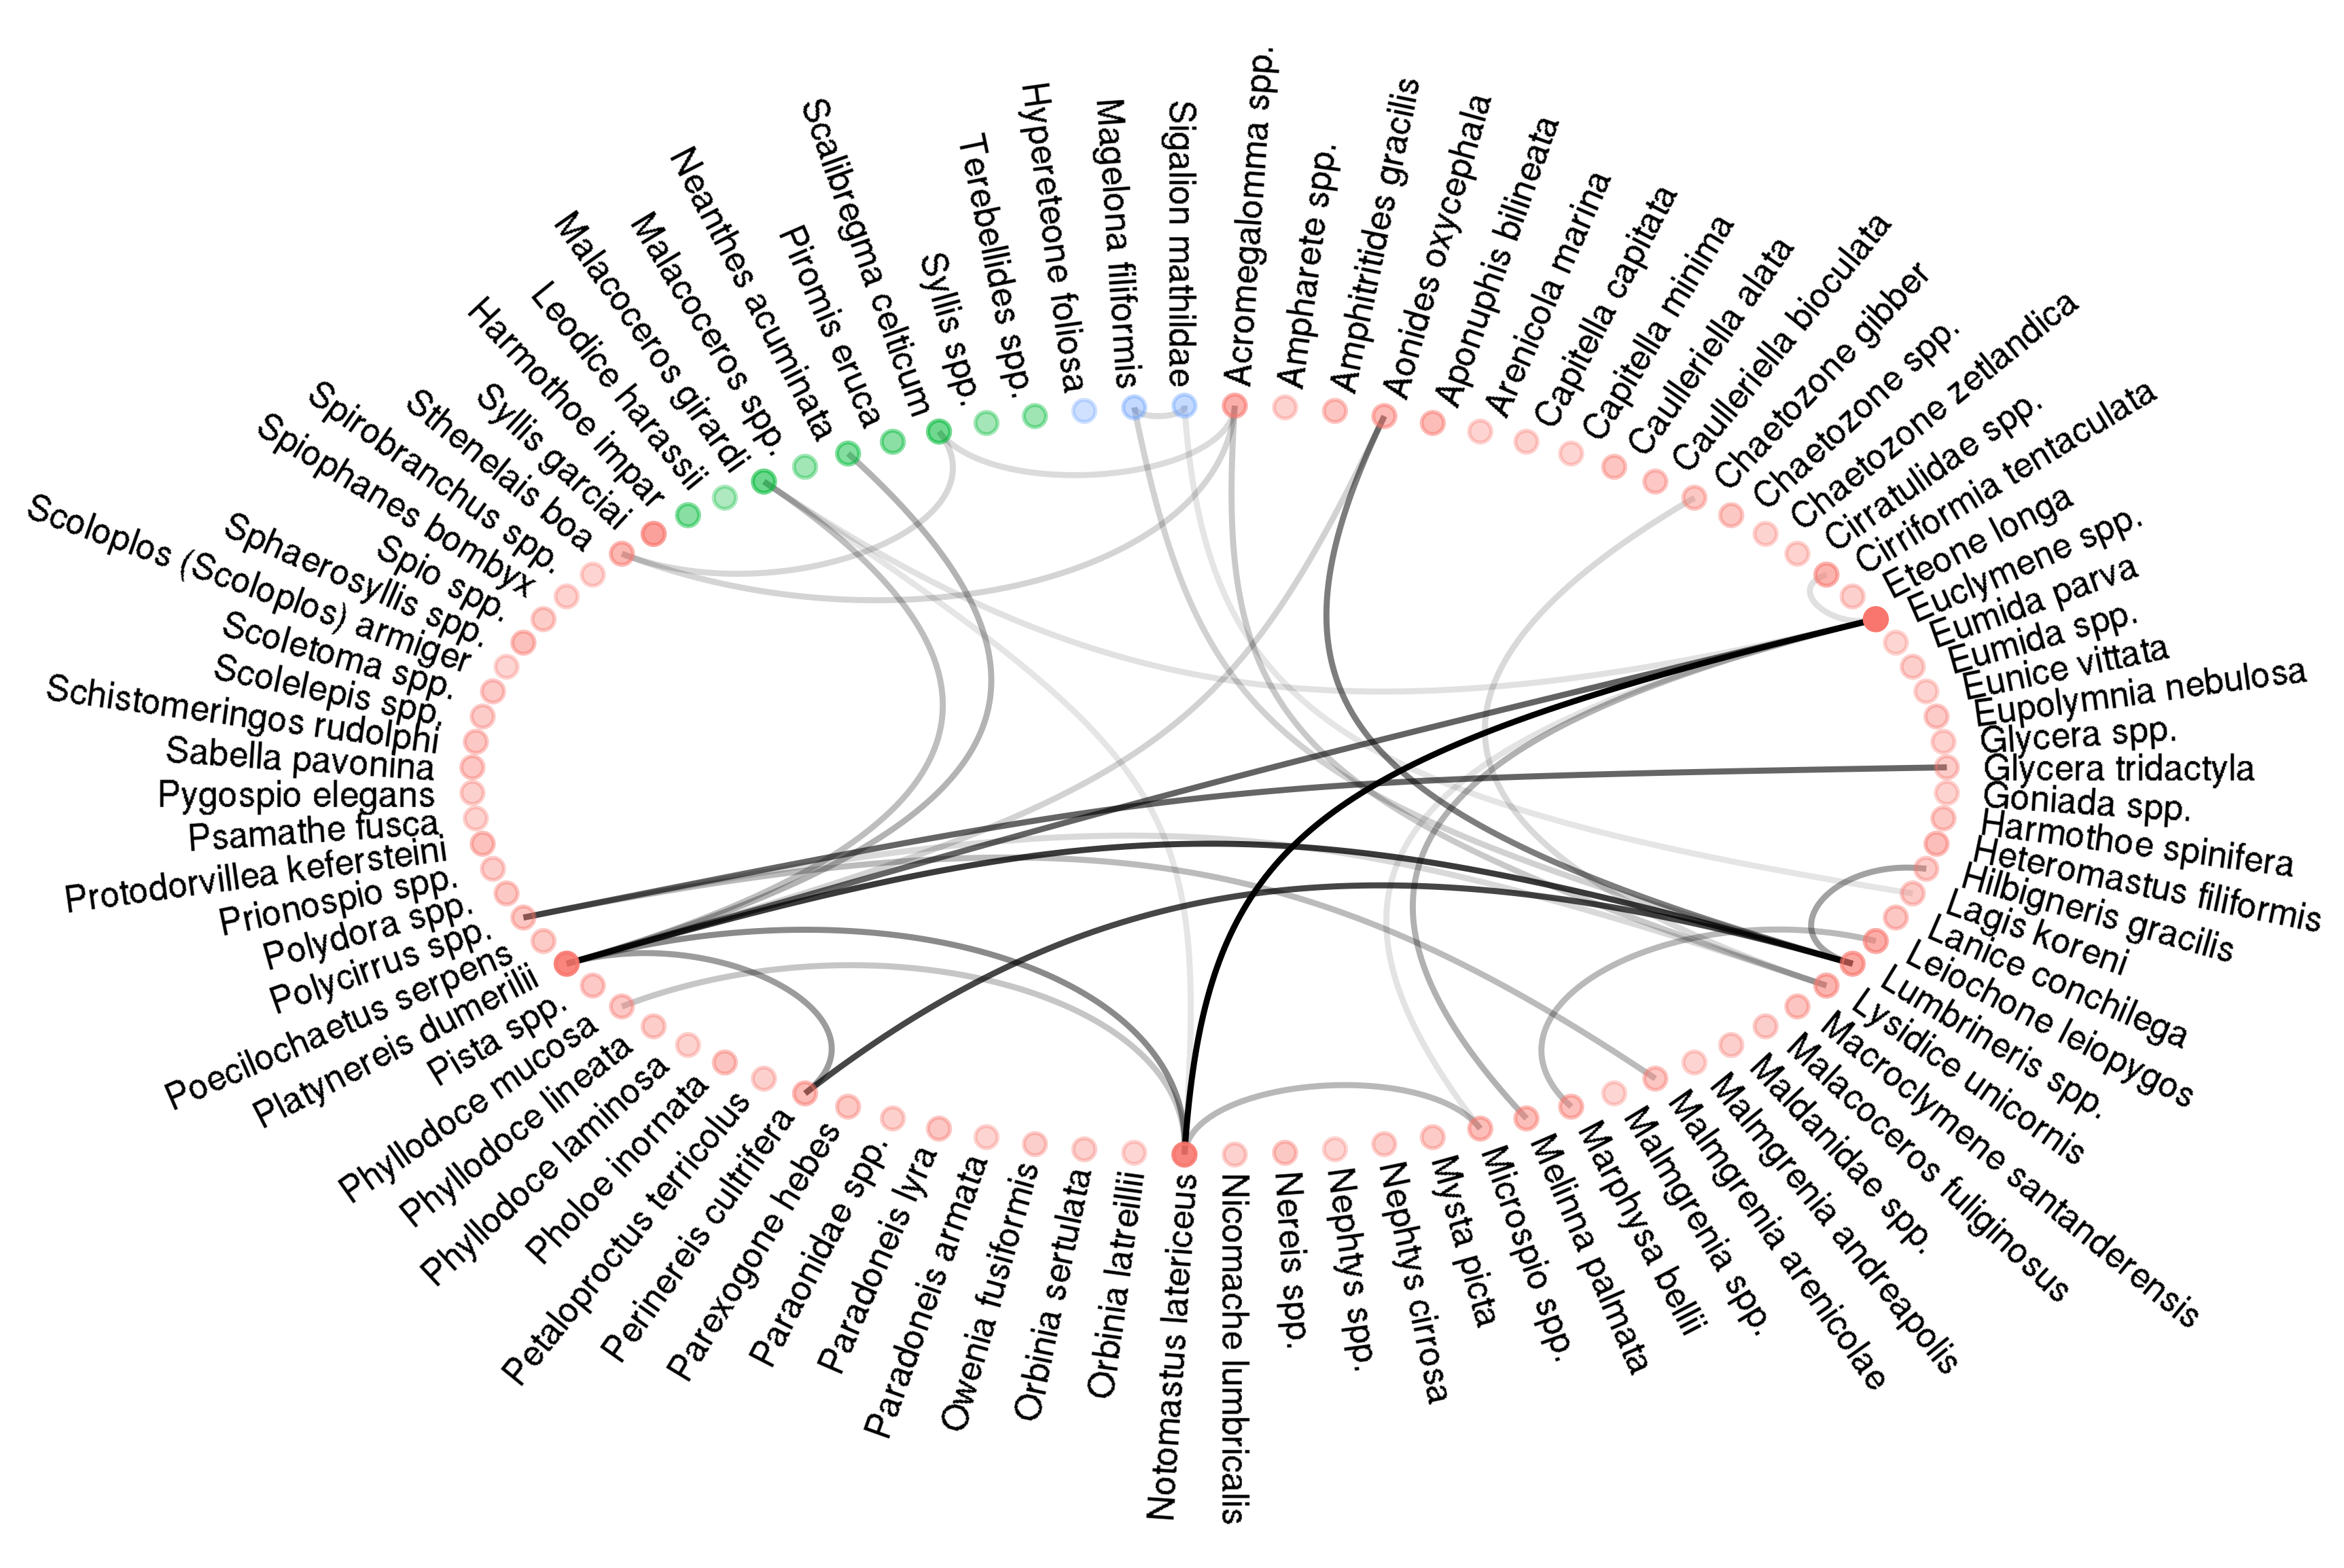 Acromegalomma spp.
Ampharete spp.
Amphitritides gracilis
Aonides oxycephala
Aponuphis bilineata
Arenicola marina
Capitella capitata
Capitella minima
Caulleriella alata
Caulleriella bioculata
Chaetozone gibber
Chaetozone spp.
Chaetozone zetlandica
Cirratulidae spp.
Cirriformia tentaculata
Eteone longa
Euclymene spp.
Eumida parva
Eumida spp.
Eunice vittata
Eupolymnia nebulosa
Glycera spp.
Glycera tridactyla
Goniada spp.
Harmothoe spinifera
Heteromastus filiformis
Hilbigneris gracilis
Lagis koreni
Lanice conchilega
Leiochone leiopygos
Lumbrineris spp.
Lysidice unicornis
Macroclymene santanderensis
Malacoceros fuliginosus
Maldanidae spp.
Malmgrenia andreapolis
Malmgrenia arenicolae
Malmgrenia spp.
Marphysa bellii
Melinna palmata
Microspio spp.
Mysta picta
Nephtys cirrosa
Nephtys spp.
Nereis spp.
Nicomache lumbricalis
Notomastus latericeus
Orbinia latreillii
Orbinia sertulata
Owenia fusiformis
Paradoneis armata
Paradoneis lyra
Paraonidae spp.
Parexogone hebes
Perinereis cultrifera
Petaloproctus terricolus
Pholoe inornata
Phyllodoce laminosa
Phyllodoce lineata
Phyllodoce mucosa
Pista spp.
Platynereis dumerilii
Poecilochaetus serpens
Polycirrus spp.
Polydora spp.
Prionospio spp.
Protodorvillea kefersteini
Psamathe fusca
Pygospio elegans
Sabella pavonina
Schistomeringos rudolphi
Scolelepis spp.
Scoletoma spp.
Scoloplos (Scoloplos) armiger
Sphaerosyllis spp.
Spio spp.
Spiophanes bombyx
Spirobranchus spp.
Sthenelais boa
Syllis garciai
Harmothoe impar
Leodice harassii
Malacoceros girardi
Malacoceros spp.
Neanthes acuminata
Piromis eruca
Scalibregma celticum
Syllis spp.
Terebellides spp.
Hypereteone foliosa
Magelona filiformis
Sigalion mathildae